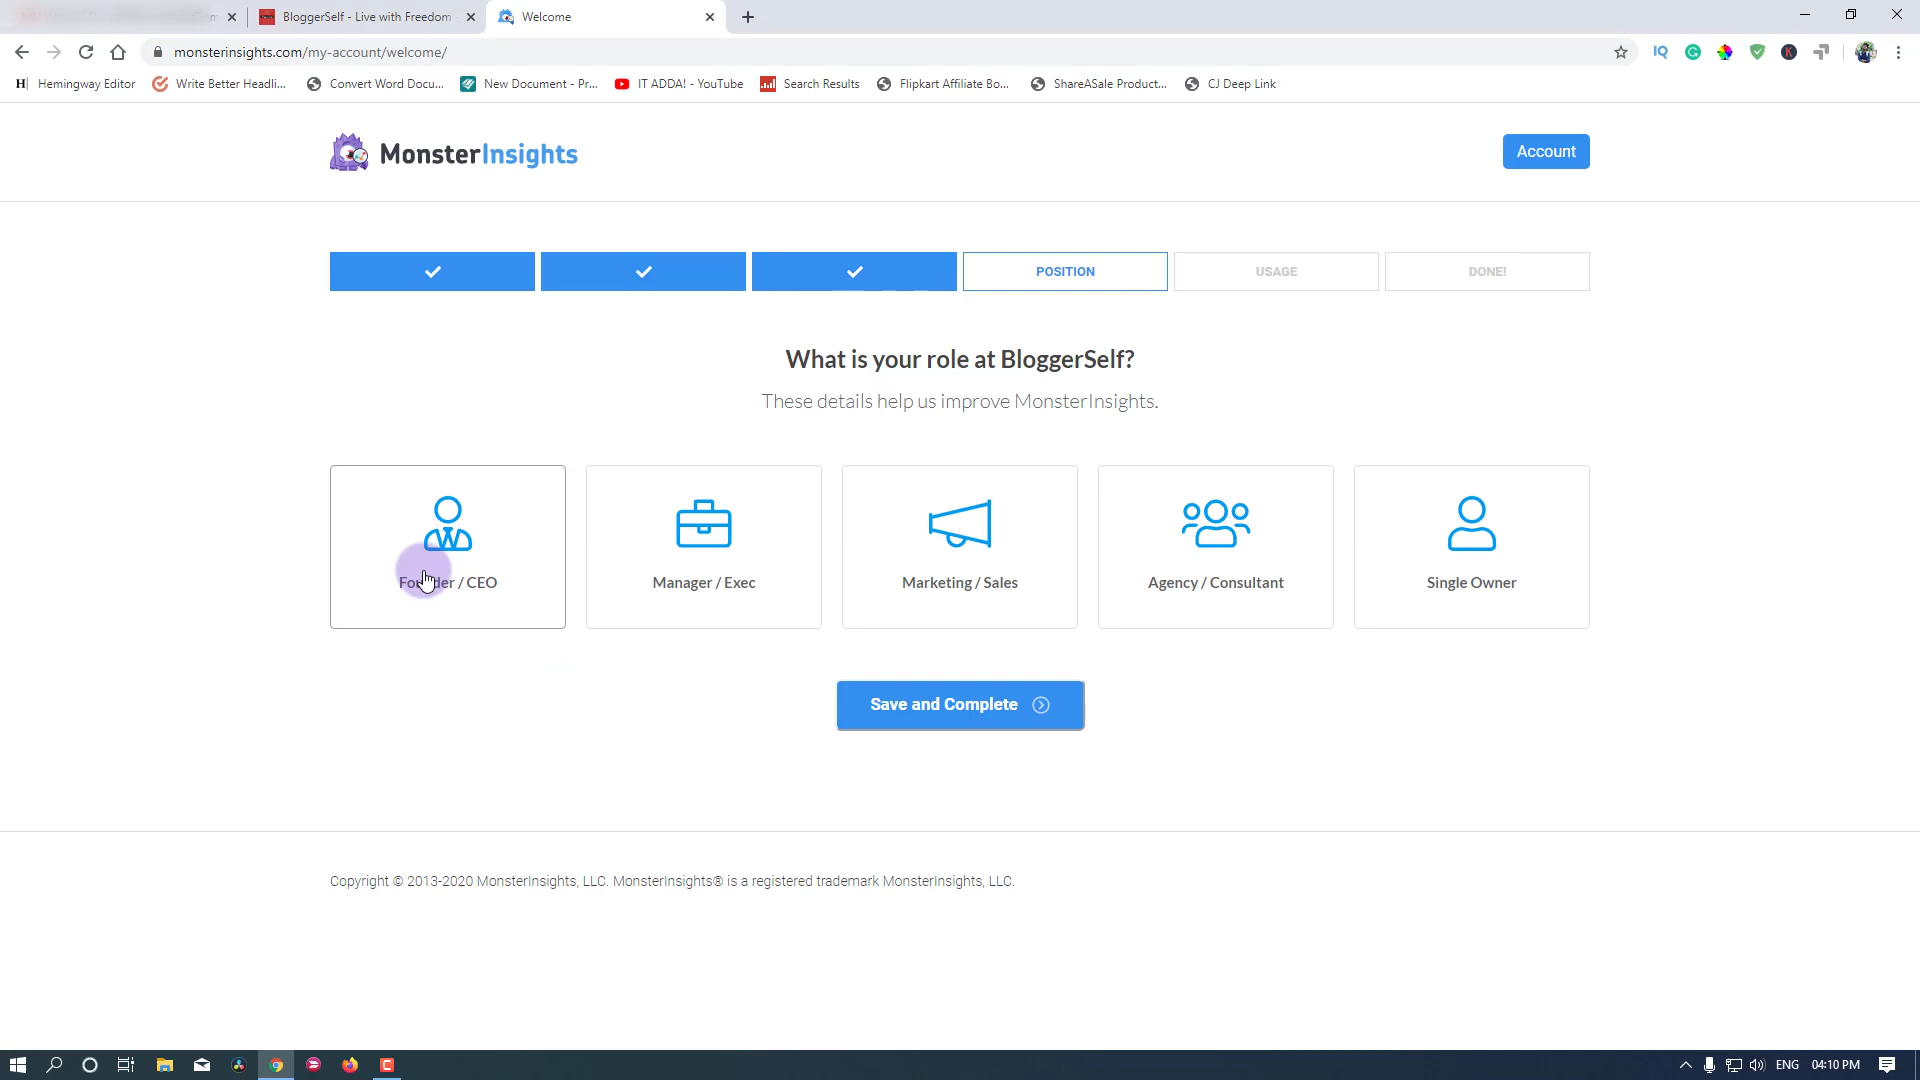 BloggerSelf - Live with Freedom
Welcome
monsterinsights.com/my-account/welcome/
Hemingway Editor
Write Better Headli...
Convert Word Docu...
New Document - Pr...
IT ADDA! - YouTube
Search Results
Flipkart Affiliate Bo...
ShareASale Product...
CJ Deep Link
MonsterInsights
Account
POSITION
USAGE
DONE!
What is your role at BloggerSelf?
These details help us improve MonsterInsights.
Founder / CEO
Manager / Exec
Marketing / Sales
Agency / Consultant
Single Owner
Save and Complete
Copyright © 2013-2020 MonsterInsights, LLC. MonsterInsights® is a registered trademark MonsterInsights, LLC.
ENG
04:10 PM